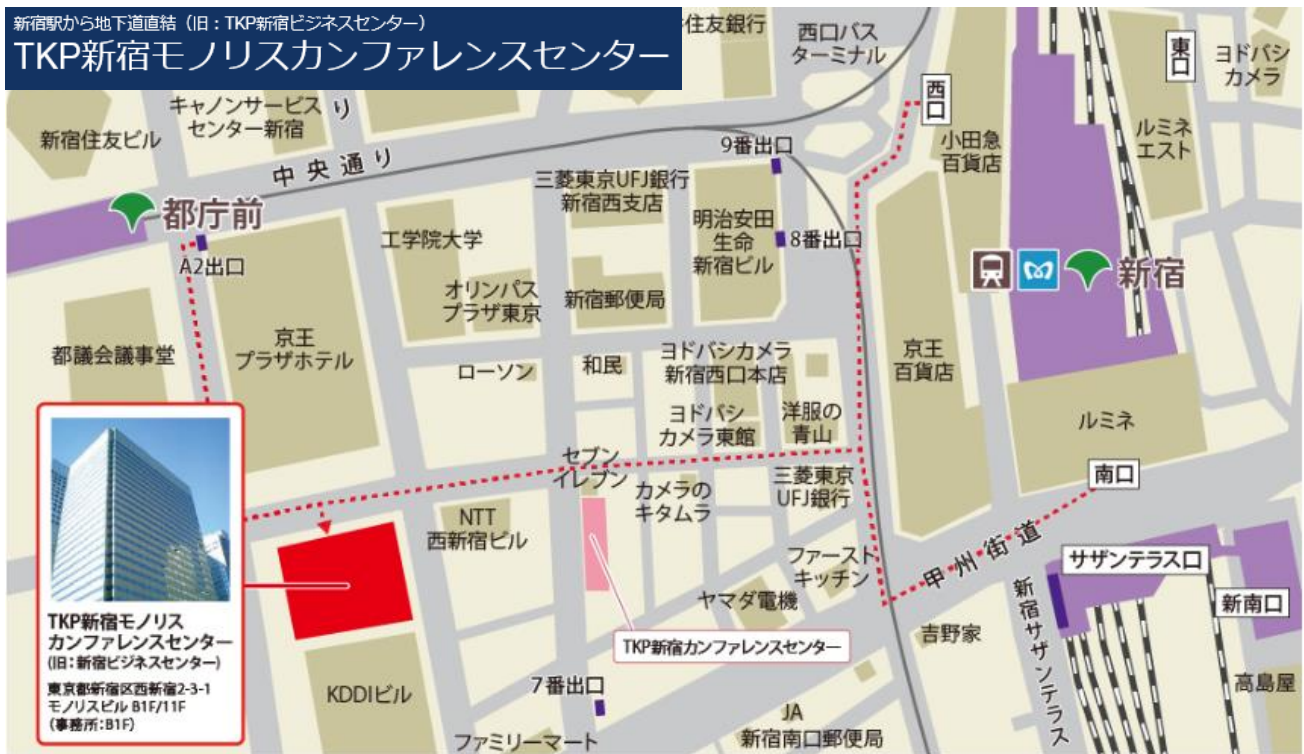 新宿駅から地下道直結（旧：TKP新宿ビジネスセンター）
TKP新宿モノリスカンファレンスセンター
住友銀行
西口バス
ターミナル
東口
ヨドバシ
カメラ
キャノンサービス
センター新宿
り
新宿住友ビル
西口
小田急
百貨店
ルミネ
エスト
中央通り
9番出口
三菱東京UFJ銀行
新宿西支店
都庁前
A2出口
工学院大学
明治安田
生命
新宿ビル
8番出口
新宿
オリンパス
プラザ東京
新宿郵便局
都議会議事堂
京王
プラザホテル
ローソン
和民
ヨドバシカメラ
新宿西口本店
京王
百貨店
ヨドバシ
カメラ東館
洋服の
青山
ルミネ
セブン
イレブン
カメラの
キタムラ
三菱東京
UFJ銀行
南口
NTT
西新宿ビル
甲州街道
ファースト
キッチン
サザンテラス口
ヤマダ電機
新南口
新宿サザンテラス
吉野家
TKP新宿カンファレンスセンター
TKP新宿モノリス
カンファレンスセンター
(旧：新宿ビジネスセンター)
東京都新宿区西新宿2-3-1
モノリスビル B1F/11F
（事務所：B1F）
KDDIビル
7番出口
高島屋
JA
新宿南口郵便局
ファミリーマート